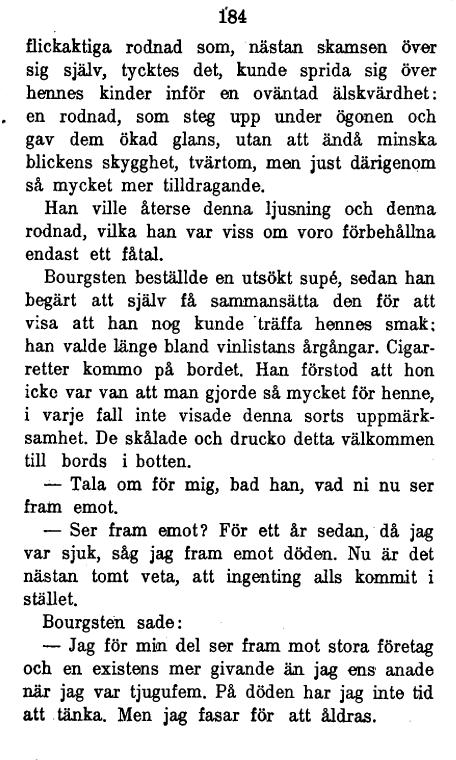 184
flickaktiga rodnad som, nästan skamsen över
sig själv, tycktes det, kunde sprida sig över
hennes kinder inför en oväntad älskvärdhet:
en rodnad, som steg upp under ögonen och
gav dem ökad glans, utan att ändå minska
blickens skygghet, tvärtom, men just därigenom
så mycket mer tilldragande.
Han ville återse denna ljusning och denna
rodnad, vilka han var viss om voro förbehållna
endast ett fåtal.
Bourgsten beställde en utsökt supé, sedan han
begärt att själv få sammansätta den för att
visa att han nog kunde träffa hennes smak;
han valde länge bland vinlistans årgångar. Cigar-
retter kommo på bordet. Han förstod att hon
icke var van att man gjorde så mycket för henne,
i varje fall inte visade denna sorts uppmärk-
samhet. De skålade och drucko detta välkommen
till bords i botten.
— Tala om för mig, bad han, vad ni nu ser
fram emot.
— Ser fram emot? För ett år sedan, då jag
var sjuk, såg jag fram emot döden. Nu är det
nästan tomt veta, att ingenting alls kommit i
stället.
Bourgsten sade:
— Jag för min del ser fram mot stora företag
och en existens mer givande än jag ens anade
när jag var tjugufem. På döden har jag inte tid
att tänka. Men jag fasar för att åldras.